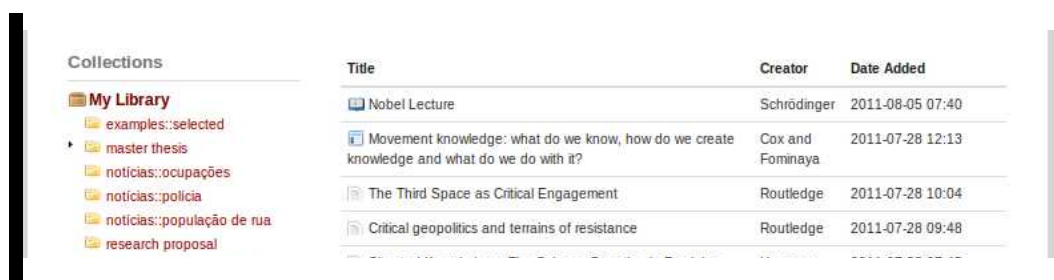 Collections
My Library
examples::selected
master thesis
notícias::ocupações
notícias::polícia
notícias::população de rua
research proposal
Title Creator Date Added
Nobel Lecture Schrödinger 2011-08-05 07:40
Movement knowledge: what do we know, how do we create Cox and 2011-07-28 12:13
knowledge and what do we do with it? Fominaya
The Third Space as Critical Engagement Routledge 2011-07-28 10:04
Critical geopolitics and terrains of resistance Routledge 2011-07-28 09:48